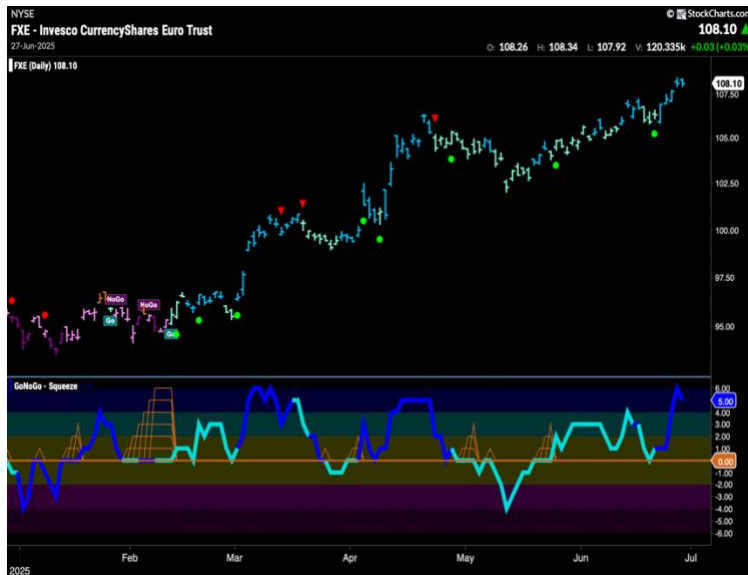 NYSE
© StockCharts.com
FXE - Invesco CurrencyShares Euro Trust
108.10
27-Jun-2025
O: 108.26 H: 108.34 L: 107.92 V: 120.335k +0.03 (+0.03%)
FXE (Daily) 108.10
108.10
107.50
105.00
102.50
100.00
97.50
95.00
NoGo
NoGo
Go
Go
GoNoGo - Squeeze
6.00
5.00
4.00
3.00
2.00
1.00
0.00
-1.00
-2.00
-3.00
-4.00
-5.00
-6.00
Feb Mar Apr May Jun Jul
2025